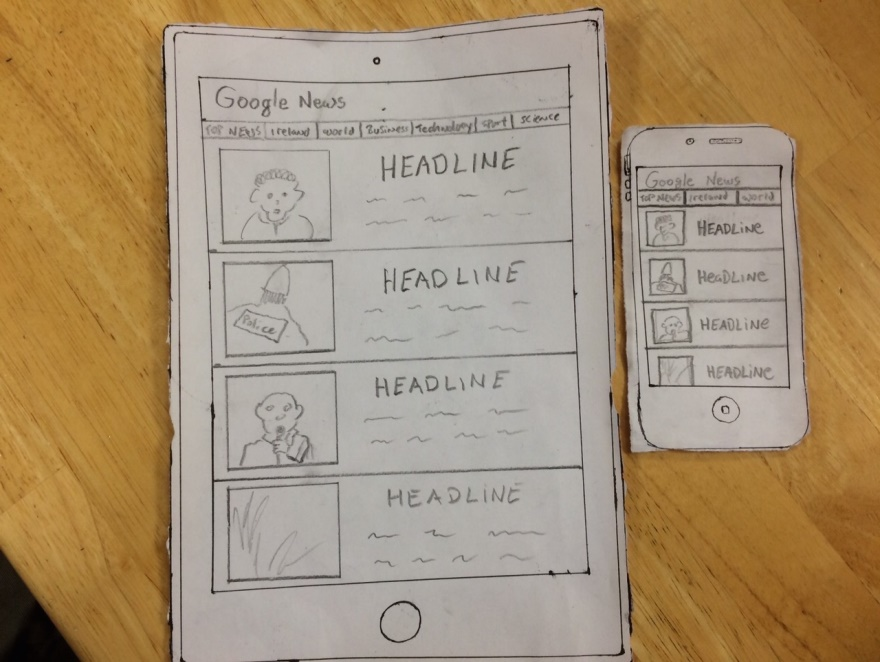 Google News
TOP NEWS Ireland World Business Technology Sport Science
HEADLINE
HEADLINE
Police
HEADLINE
HEADLINE
Google News
TOP NEWS Ireland World
HEADLiNE
HeaDLiNE
HEADLiNE
HEADLiNE